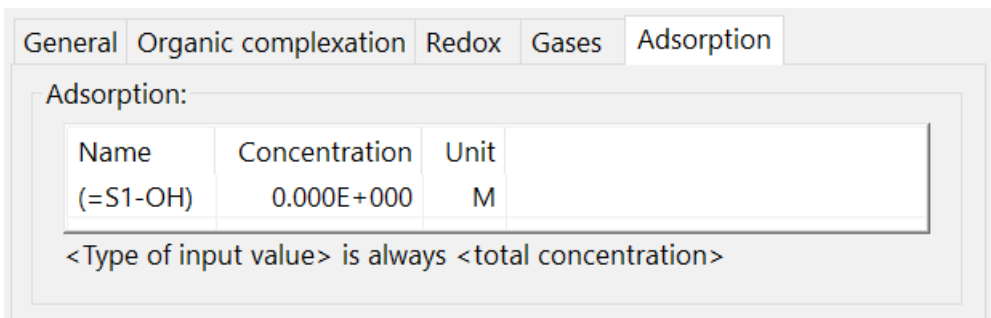 General Organic complexation Redox Gases Adsorption
Adsorption:
Name Concentration Unit
(=S1-OH) 0.000E+000 M
<Type of input value> is always <total concentration>